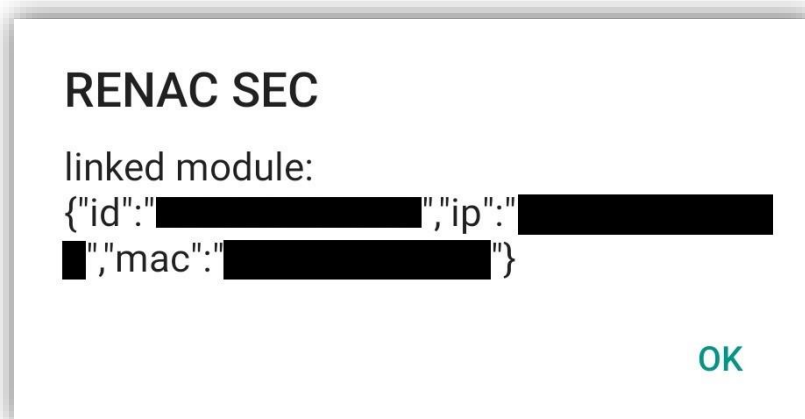 RENAC SEC
linked module:
{"id":"","ip":"
","mac":""}
OK